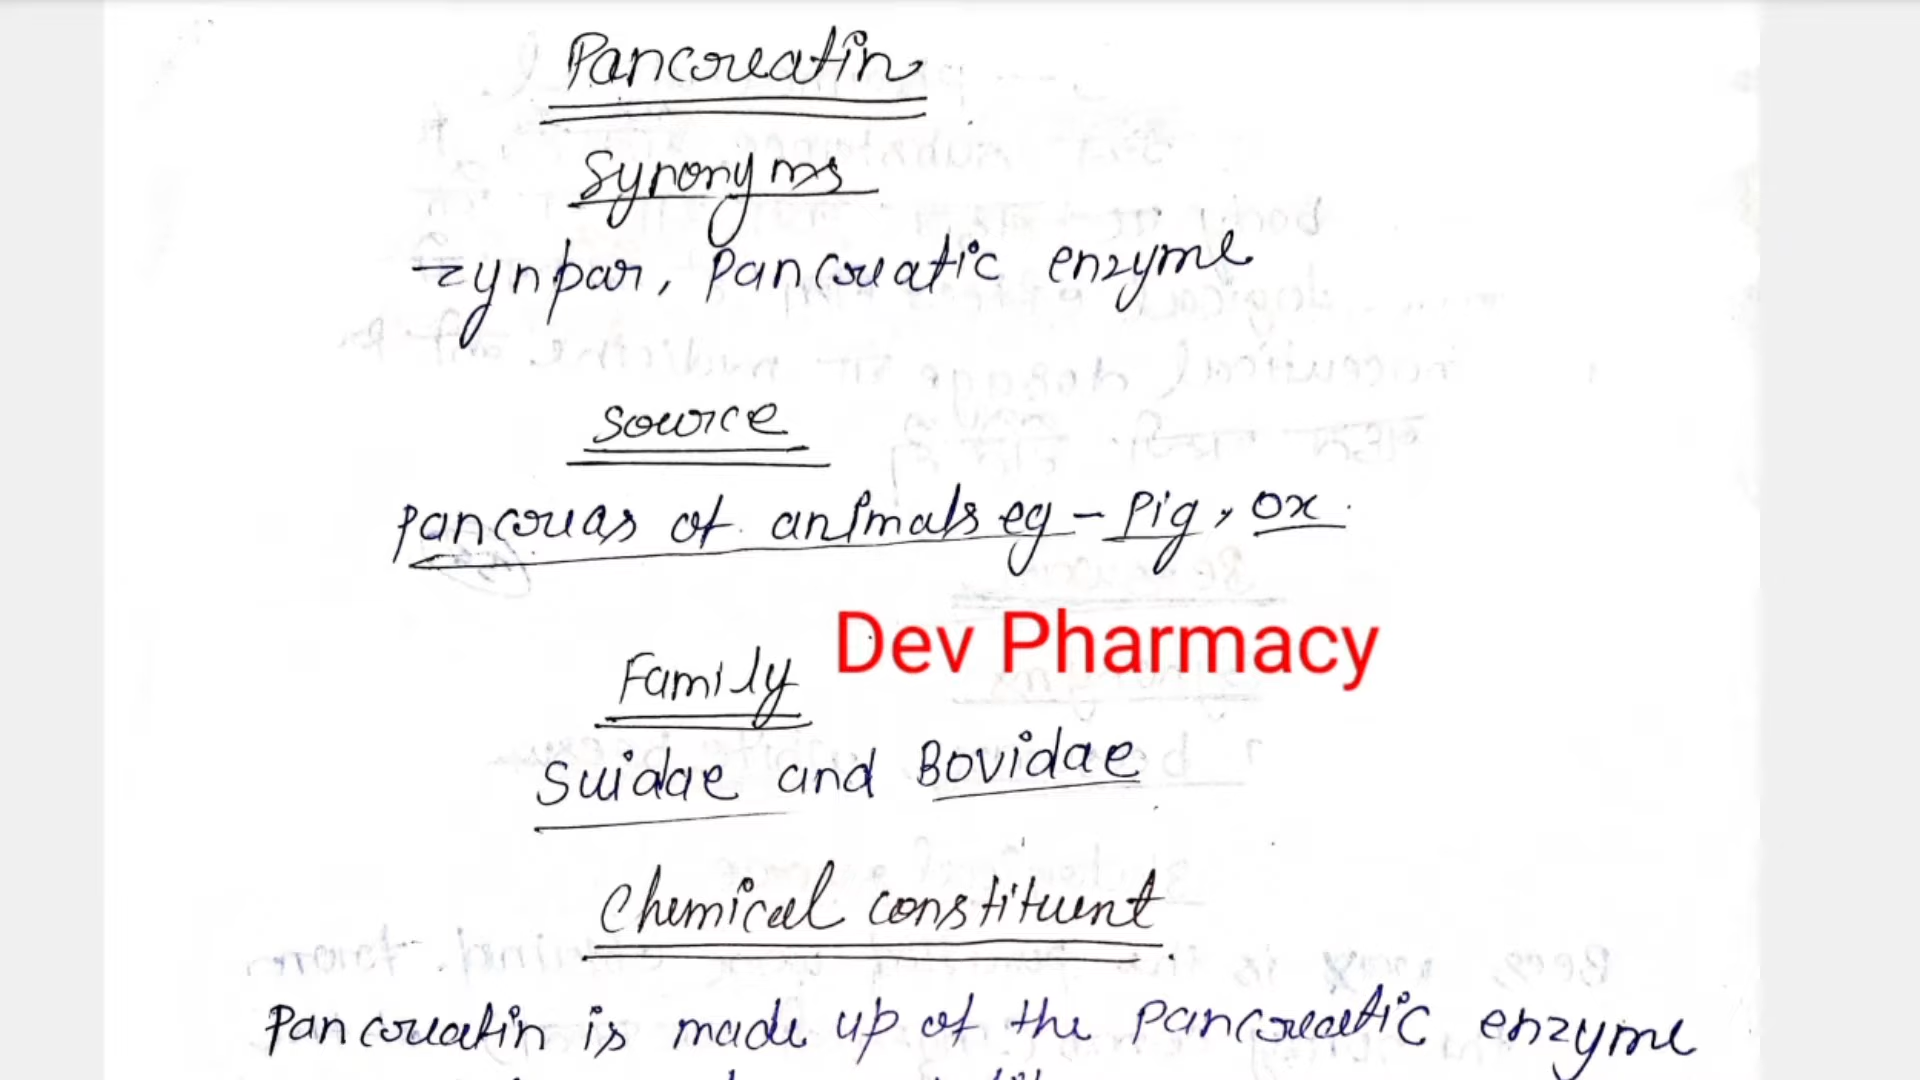 Pancreatin
Synonyms
Zynpar, Pancreatic enzyme
Source
Pancreas of animals eg - Pig, Ox.
Dev Pharmacy
Family
Suidae and Bovidae
Chemical constituent
Pancreatin is made up of the pancreatic enzyme